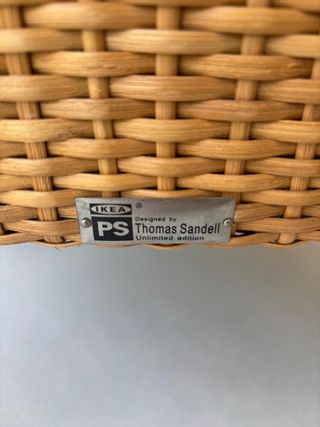 IKEA ®
PS Designed by
Thomas Sandell
Unlimited edition